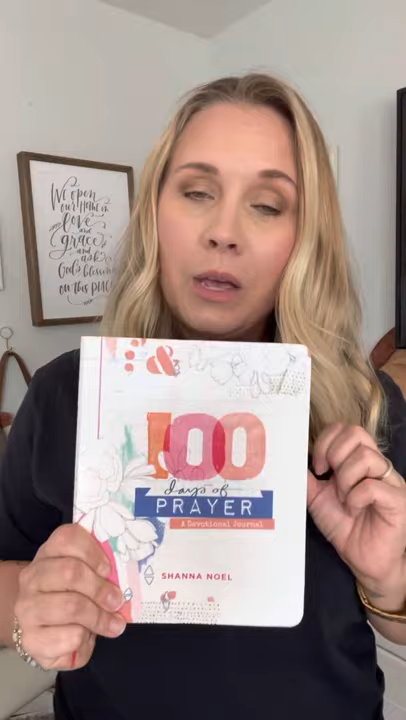 We open
our home in
love
and
grace
and
ask
God's blessing
on this place
&
100
days of
PRAYER
A Devotional Journal
SHANNA NOEL